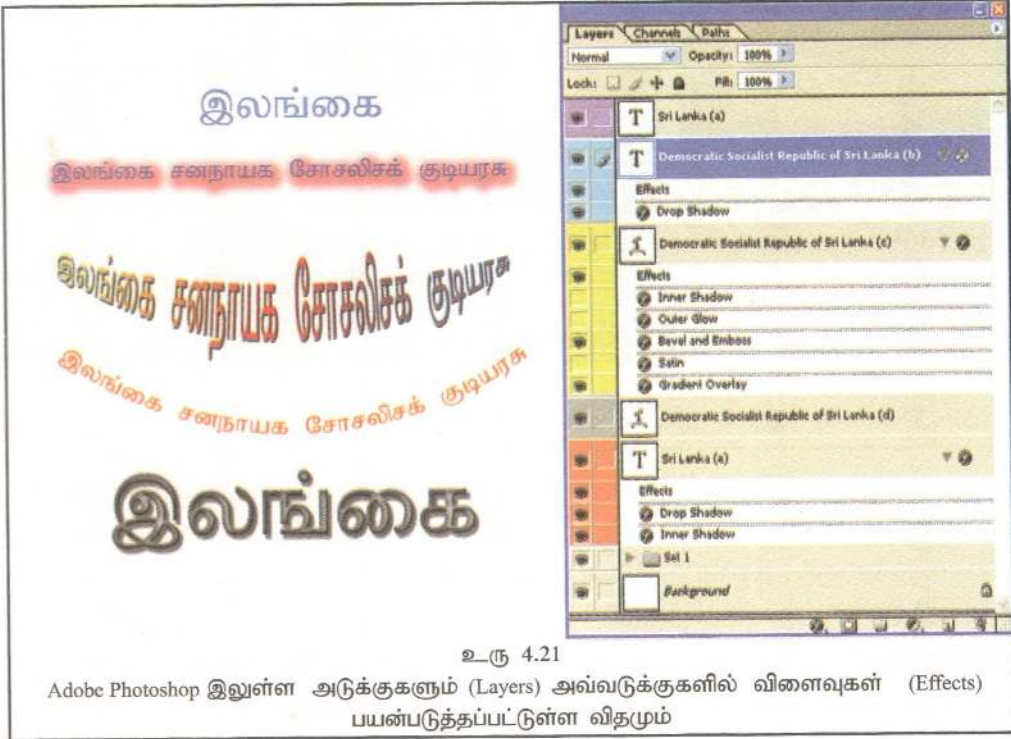 இலங்கை
இலங்கை சனநாயக சோசலிசக் குடியரசு
இலங்கை சனநாயக சோசலிசக் குடியரசு
இலங்கை சனநாயக சோசலிசக் குடியரசு
இலங்கை
Layers Channels Paths
Normal Opacity: 100%
Lock: Fill: 100%
Sri Lanka (a)
Democratic Socialist Republic of Sri Lanka (b)
Effects
Drop Shadow
Democratic Socialist Republic of Sri Lanka (c)
Effects
Inner Shadow
Outer Glow
Bevel and Emboss
Satin
Gradient Overlay
Democratic Socialist Republic of Sri Lanka (d)
Sri Lanka (e)
Effects
Drop Shadow
Inner Shadow
Set 1
Background
உரு 4.21
Adobe Photoshop இலுள்ள அடுக்குகளும் (Layers) அவ்வடுக்குகளில் விளைவுகள் (Effects)
பயன்படுத்தப்பட்டுள்ள விதமும்